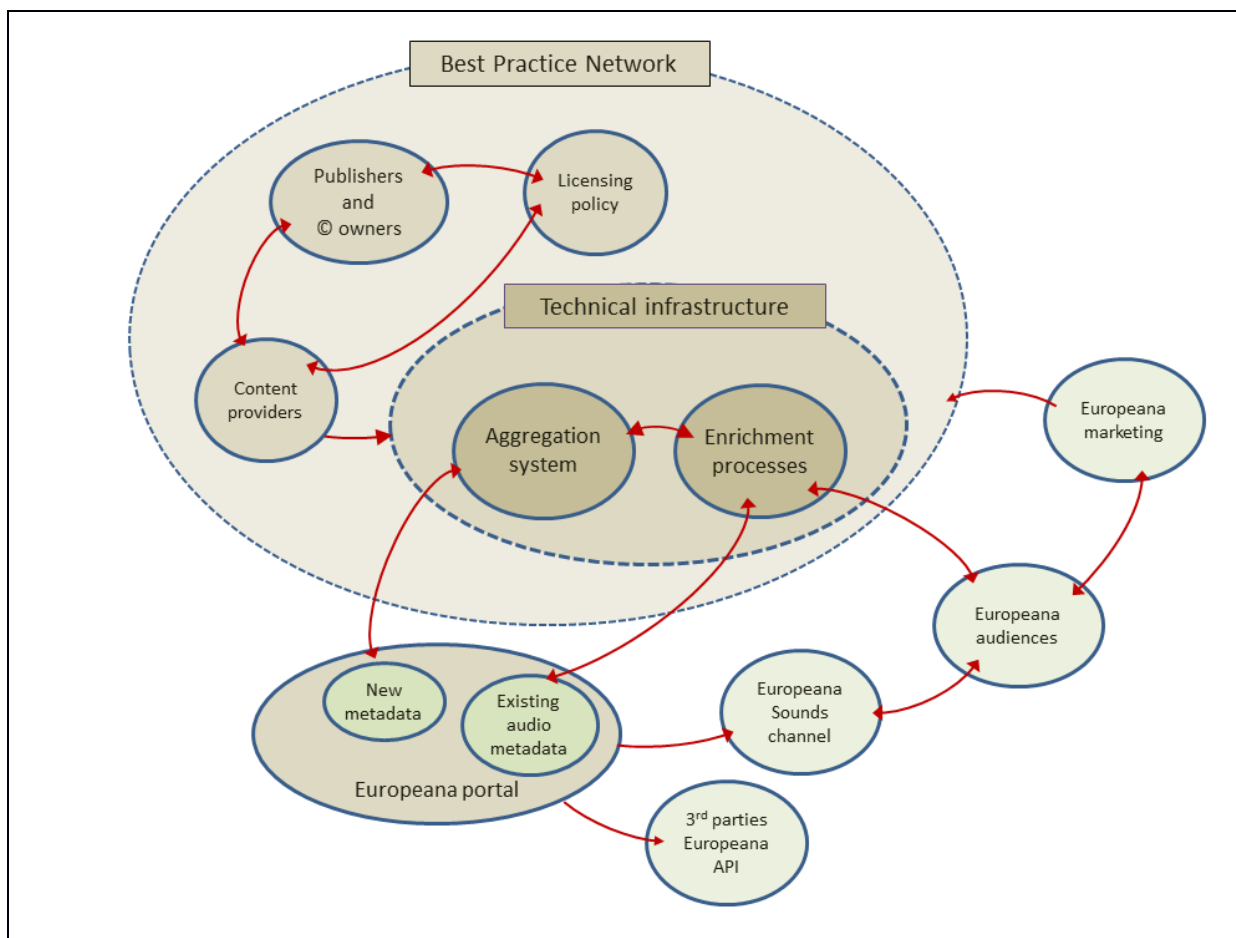 Best Practice Network
Publishers
and
© owners
Licensing
policy
Technical infrastructure
Content
providers
Aggregation
system
Enrichment
processes
Europeana
marketing
Europeana
audiences
New
metadata
Existing
audio
metadata
Europeana portal
Europeana
Sounds
channel
3rd parties
Europeana
API